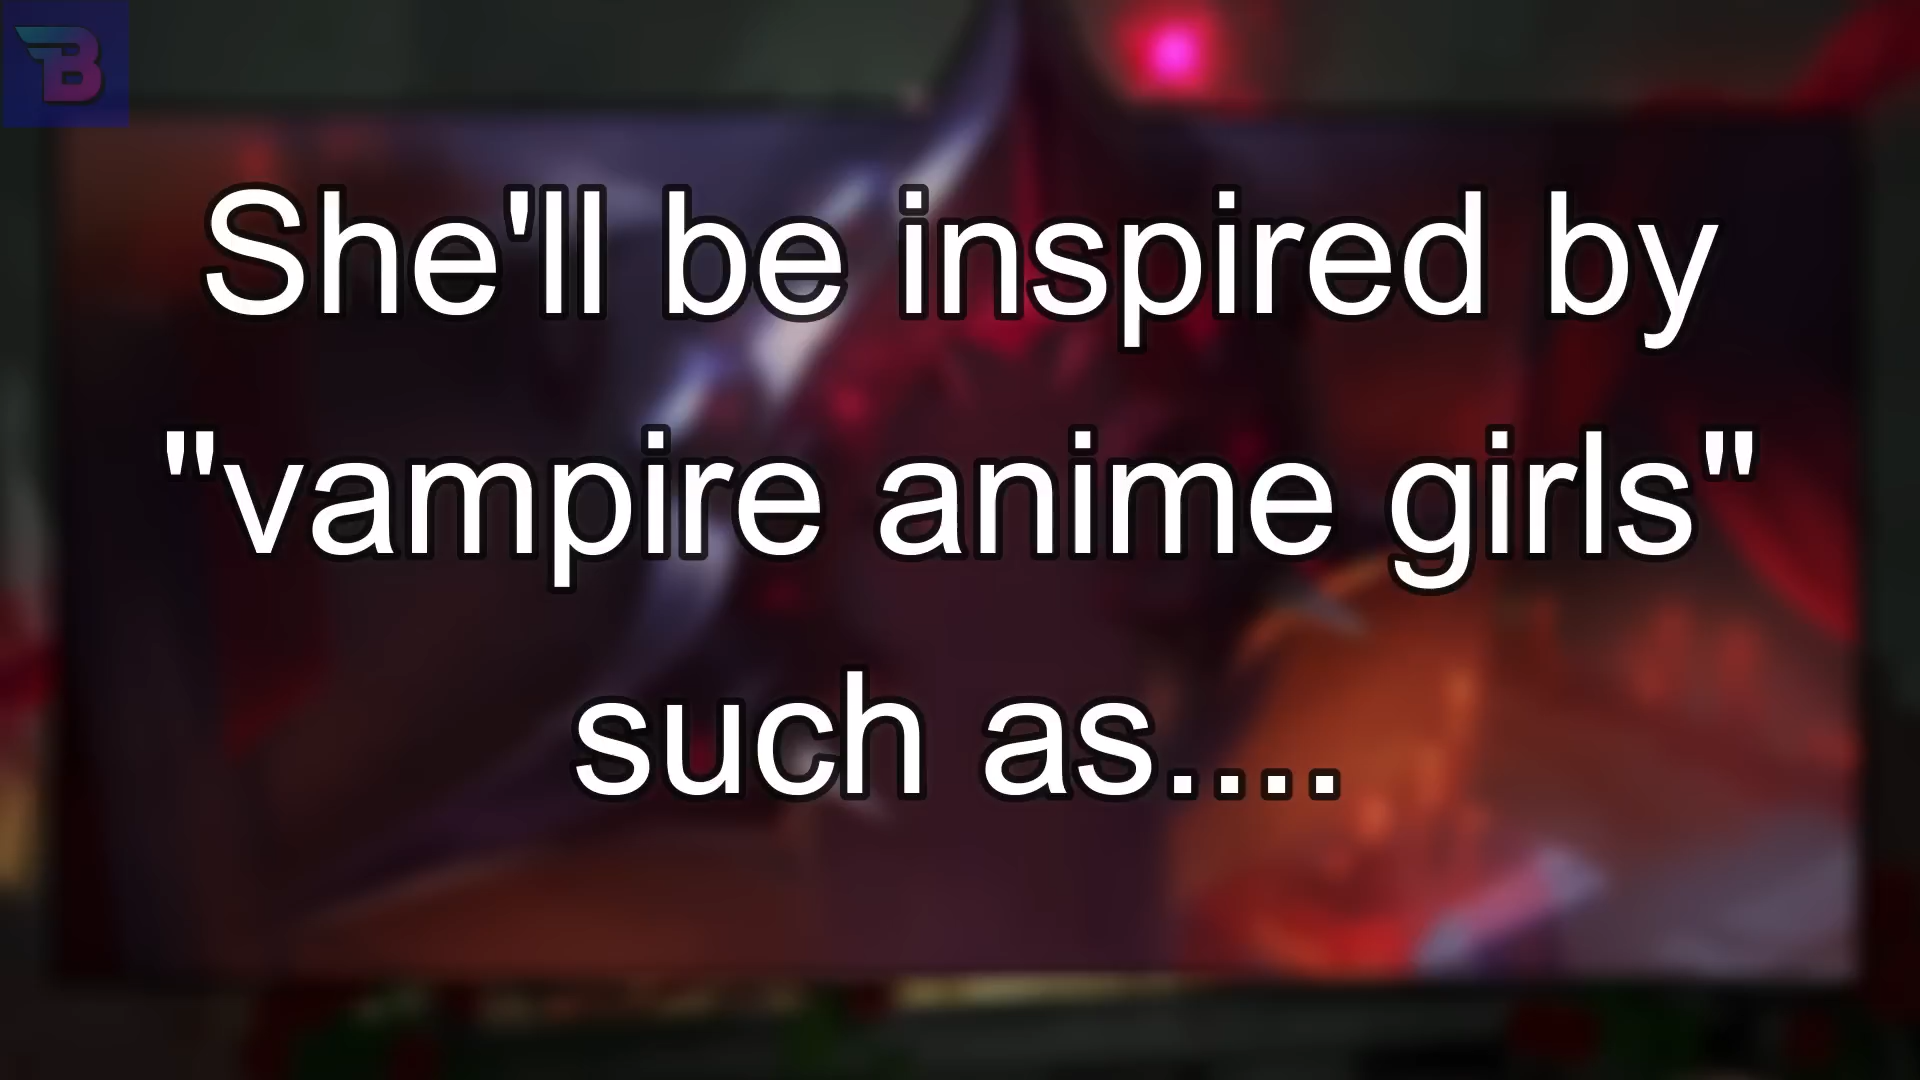 B
She'll be inspired by
"vampire anime girls"
such as....